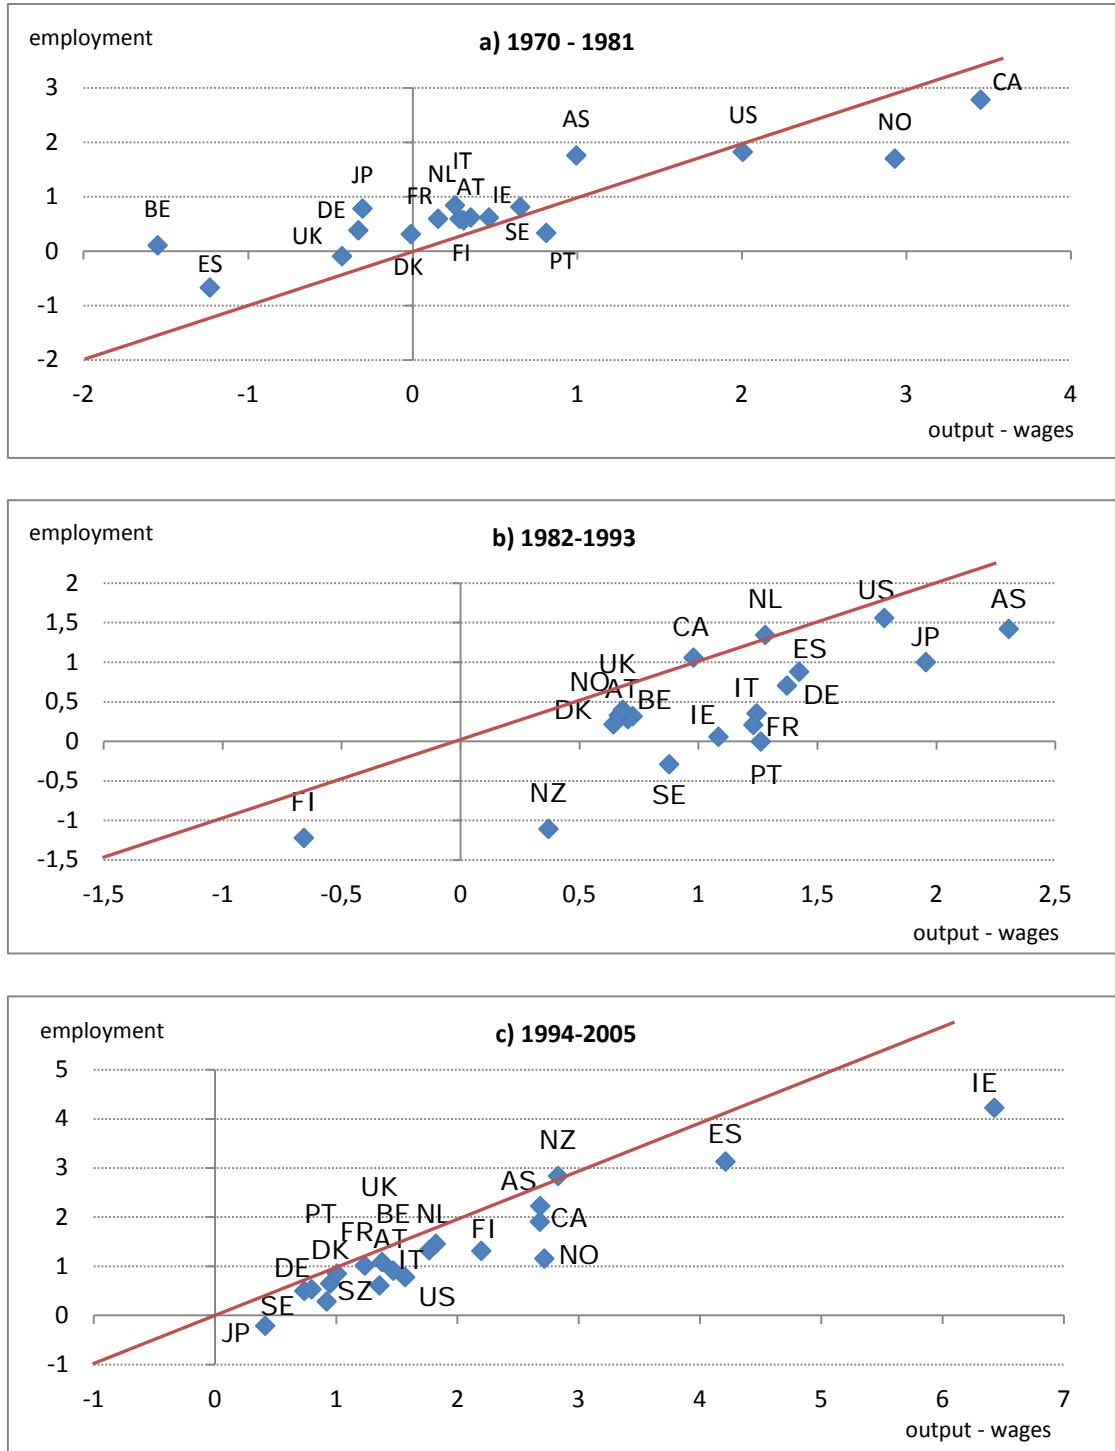 employment
a) 1970 - 1981
3
CA
AS
US
NO
2
IT
NL
AT
JP
FR
IE
1
BE
DE
UK
SE
0
ES
DK
FI
PT
-1
-2
-2 -1 0 1 2 3 4
output - wages
employment
b) 1982-1993
2
US
AS
NL
1,5
CA
JP
ES
1
UK
NO
AT
IT
BE
DE
0,5
DK
IE
FR
0
PT
SE
NZ
-0,5
FI
-1
-1,5
-1,5 -1 -0,5 0 0,5 1 1,5 2 2,5
output - wages
employment
c) 1994-2005
5
IE
4
ES
NZ
3
AS
UK
PT
BE
NL
CA
2
FR
AT
FI
DK
IT
NO
1
DE
SZ
US
SE
0
JP
-1
-1 0 1 2 3 4 5 6 7
output - wages